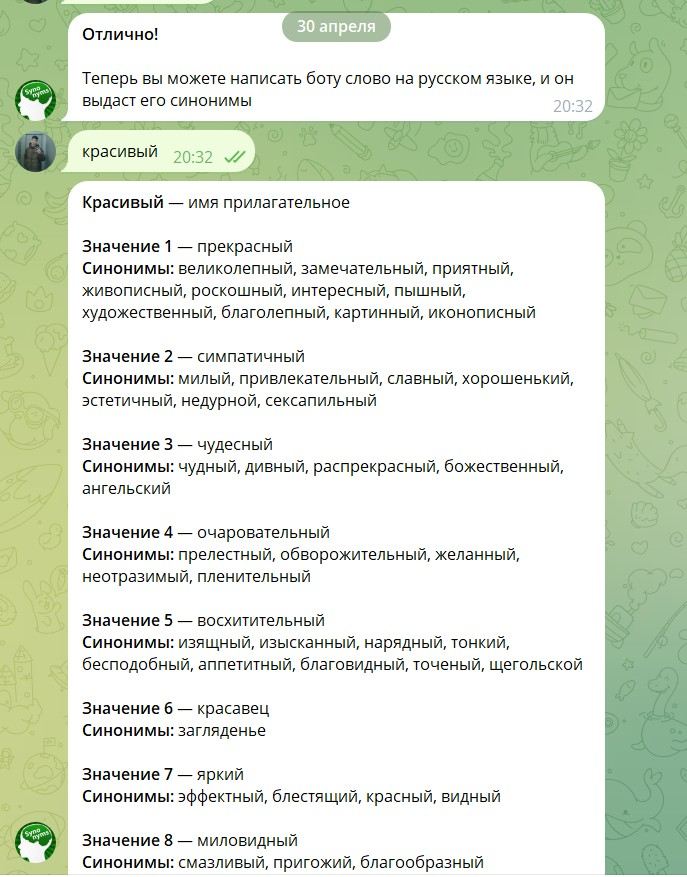 30 апреля
Отлично!
Теперь вы можете написать боту слово на русском языке, и он
выдаст его синонимы
20:32
Syno
nyms
красивый 20:32
Красивый — имя прилагательное
Значение 1 — прекрасный
Синонимы: великолепный, замечательный, приятный,
живописный, роскошный, интересный, пышный,
художественный, благолепный, картинный, иконописный
Значение 2 — симпатичный
Синонимы: милый, привлекательный, славный, хорошенький,
эстетичный, недурной, сексапильный
Значение 3 — чудесный
Синонимы: чудный, дивный, распрекрасный, божественный,
ангельский
Значение 4 — очаровательный
Синонимы: прелестный, обворожительный, желанный,
неотразимый, пленительный
Значение 5 — восхитительный
Синонимы: изящный, изысканный, нарядный, тонкий,
бесподобный, аппетитный, благовидный, точеный, щегольской
Значение 6 — красавец
Синонимы: загляденье
Значение 7 — яркий
Синонимы: эффектный, блестящий, красный, видный
Значение 8 — миловидный
Синонимы: смазливый, пригожий, благообразный
Syno
nyms